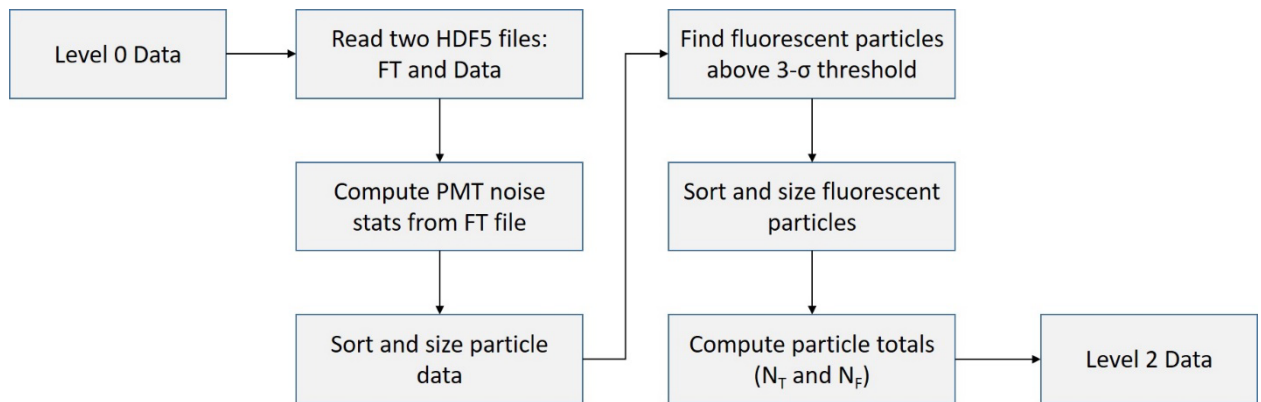 Level 0 Data
Read two HDF5 files:
FT and Data
Compute PMT noise
stats from FT file
Sort and size particle
data
Find fluorescent particles
above 3-σ threshold
Sort and size fluorescent
particles
Compute particle totals
(N_T and N_F)
Level 2 Data